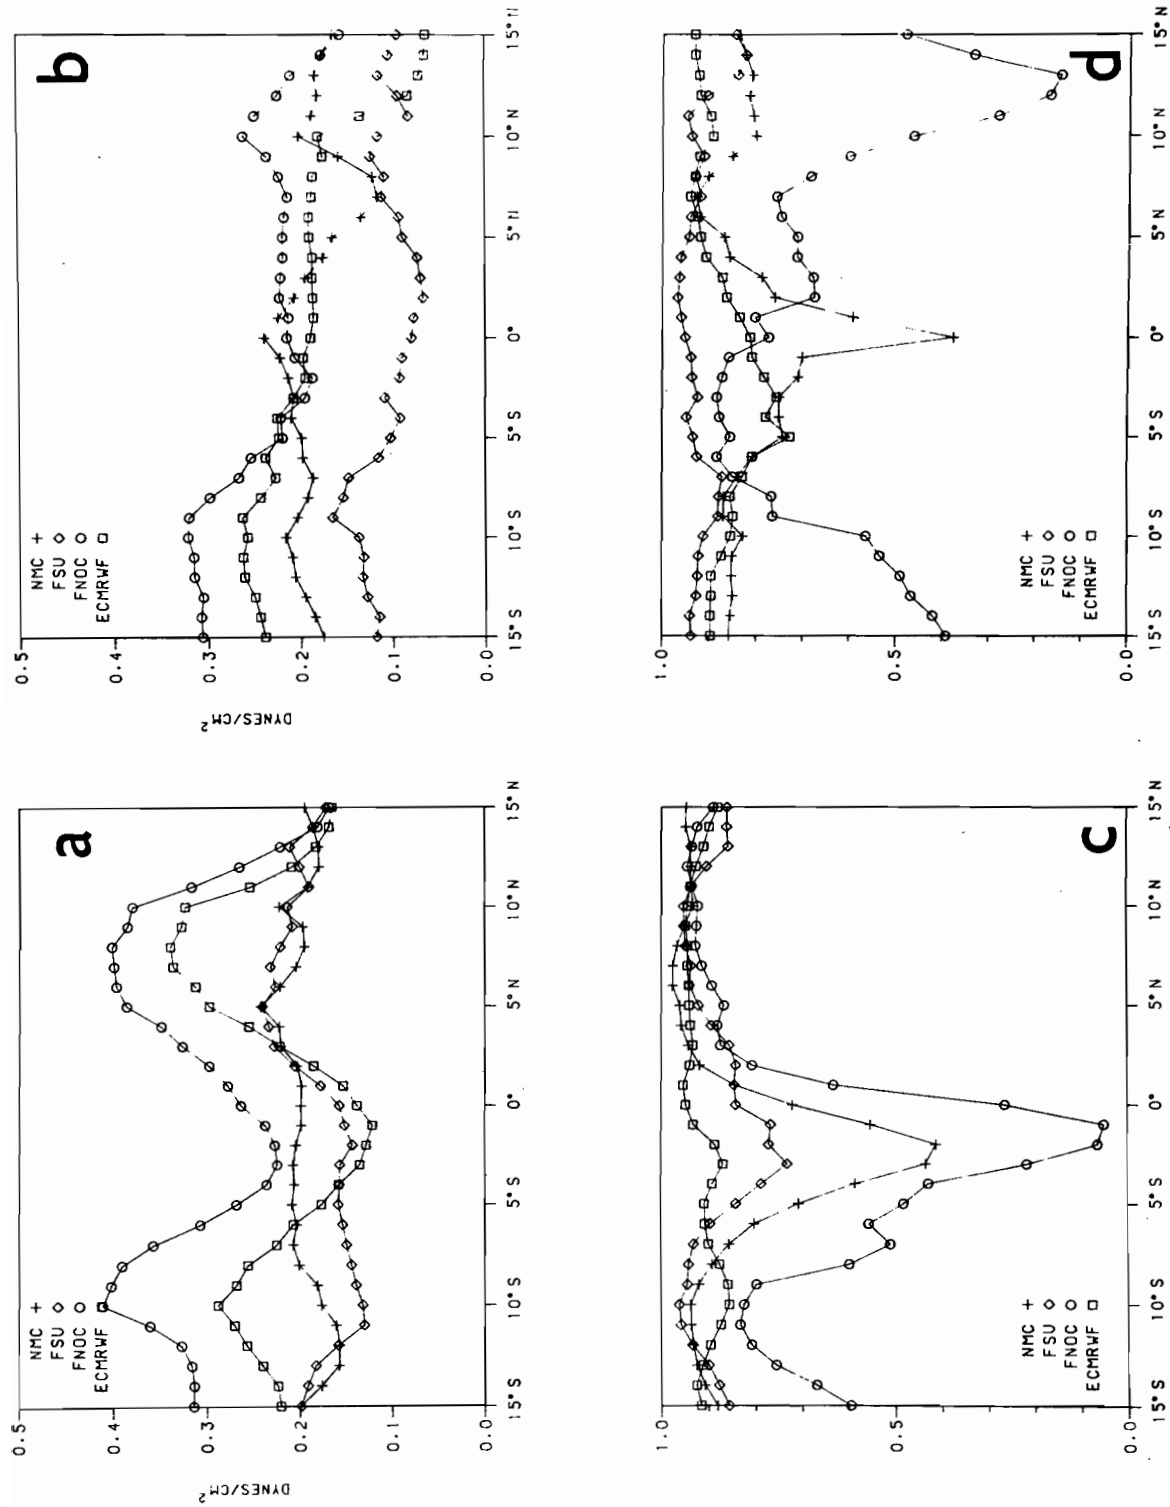 a
DYNES/CM²
0.5
0.4
0.3
0.2
0.1
0.0
NMC +
FSU ◇
FNOC ○
ECMRWF □
15°S
10°S
5°S
0°
5°N
10°N
15°N
b
DYNES/CM²
0.5
0.4
0.3
0.2
0.1
0.0
NMC +
FSU ◇
FNOC ○
ECMRWF □
15°S
10°S
5°S
0°
5°N
10°N
15°N
c
1.0
0.5
0.0
NMC +
FSU ◇
FNOC ○
ECMRWF □
15°S
10°S
5°S
0°
5°N
10°N
15°N
d
1.0
0.5
0.0
NMC +
FSU ◇
FNOC ○
ECMRWF □
15°S
10°S
5°S
0°
5°N
10°N
15°N